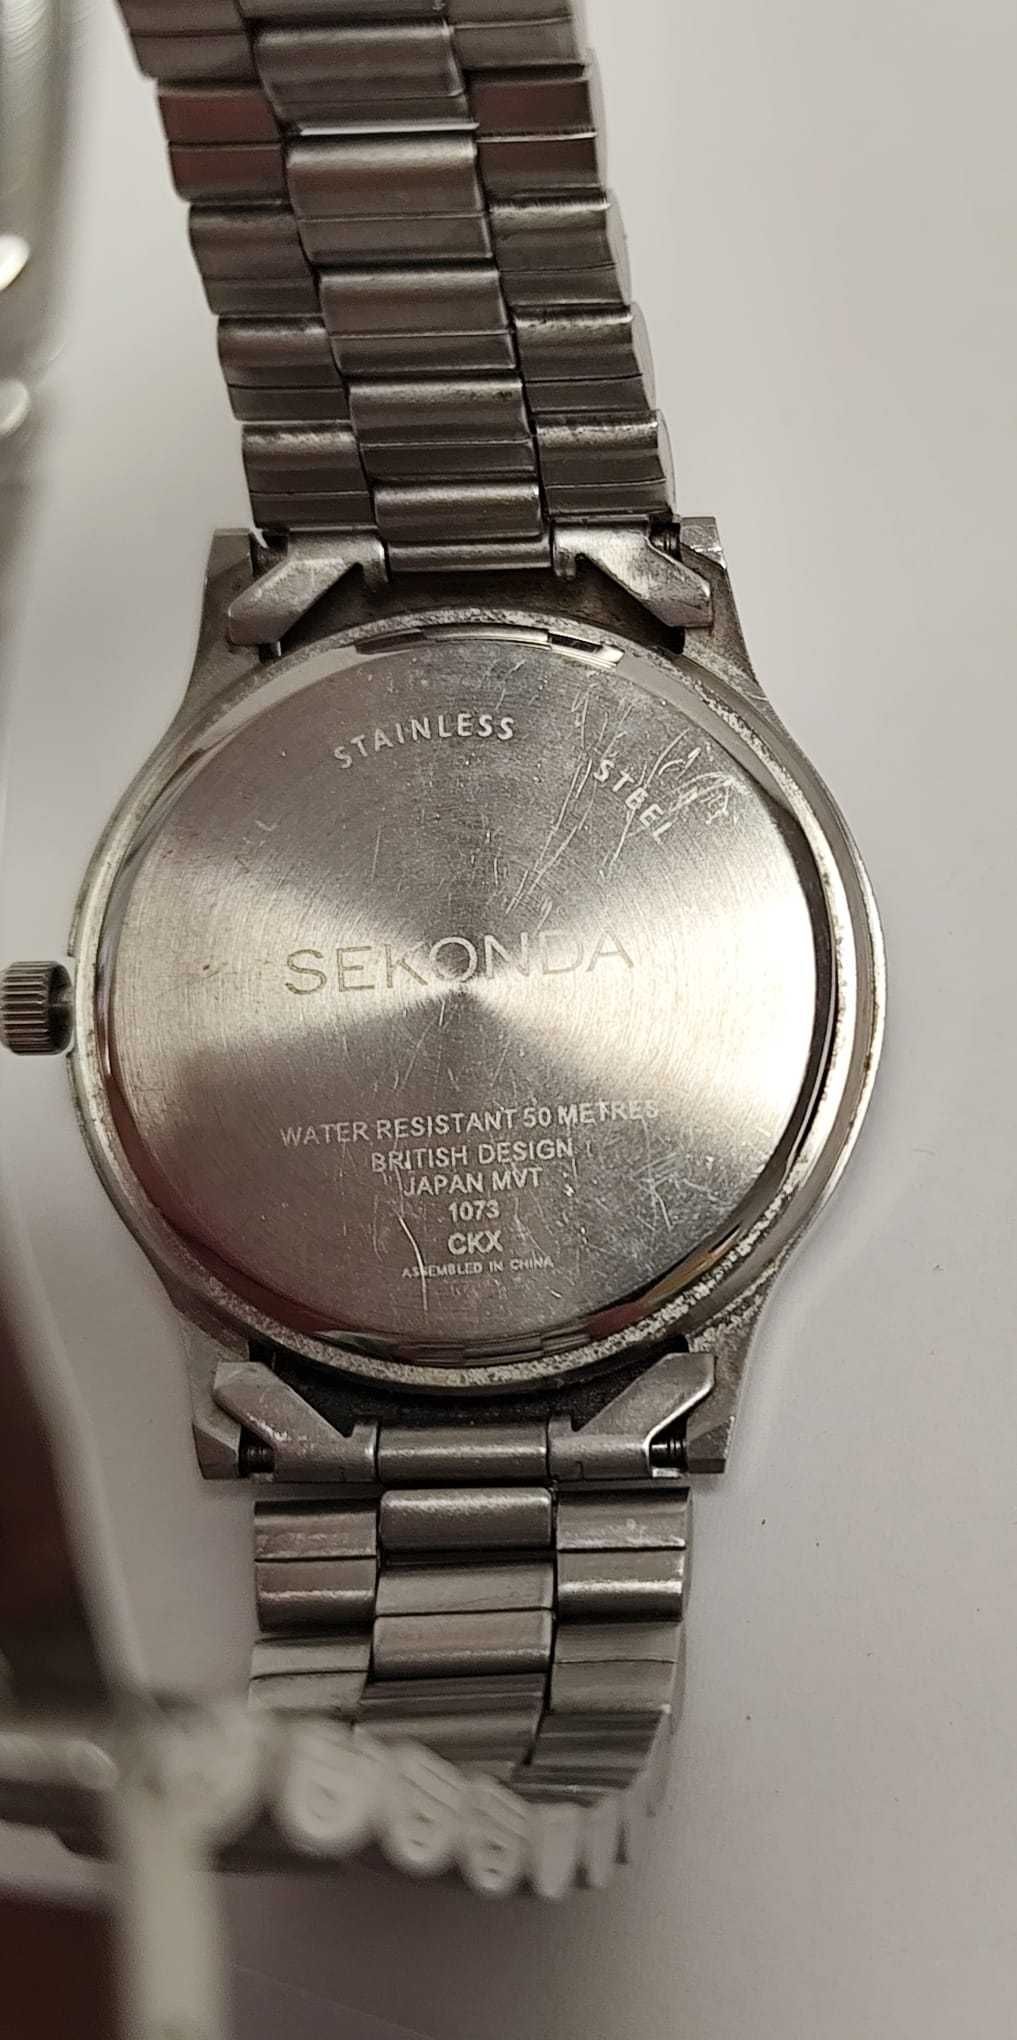 STAINLESS STEEL
SEKONDA
WATER RESISTANT 50 METRES
BRITISH DESIGN
JAPAN MVT
1073
CKX
ASSEMBLED IN CHINA